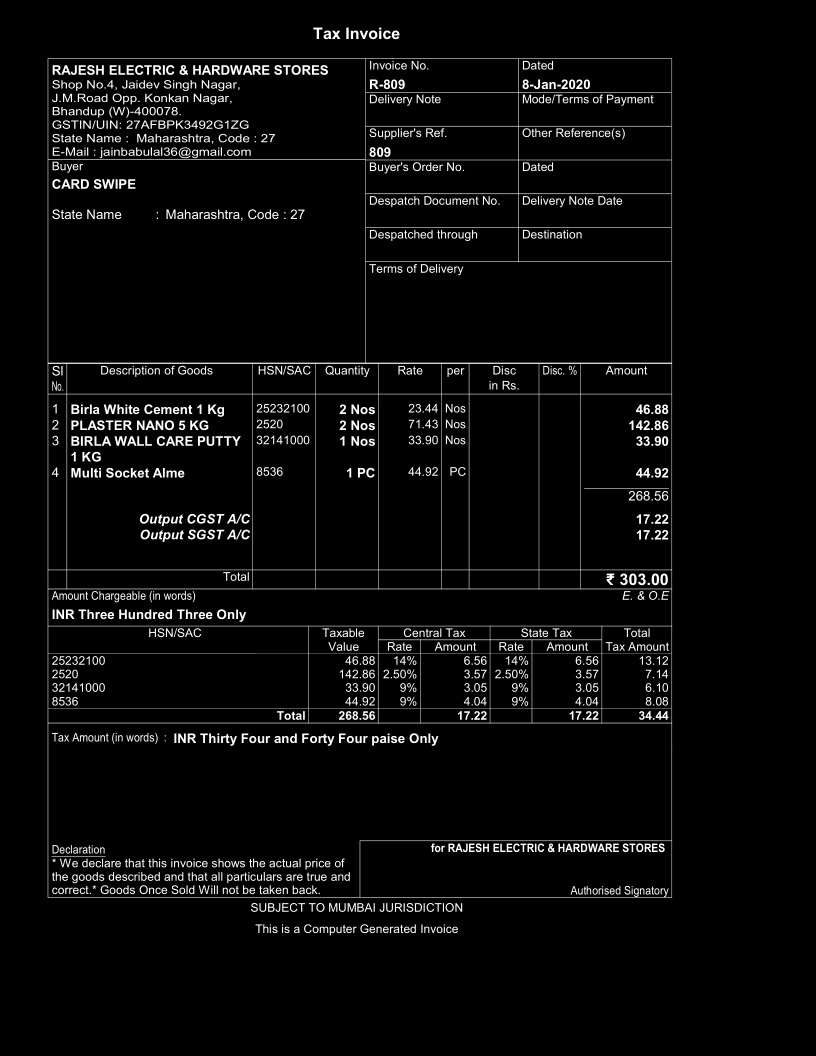 Tax Invoice
RAJESH ELECTRIC & HARDWARE STORES
Shop No.4, Jaidev Singh Nagar,
J.M.Road Opp. Konkan Nagar,
Bhandup (W)-400078.
GSTIN/UIN: 27AFBPK3492G1ZG
State Name : Maharashtra, Code : 27
E-Mail : jainbabulal36@gmail.com
Invoice No. Dated
R-809 8-Jan-2020
Delivery Note Mode/Terms of Payment
Supplier's Ref. Other Reference(s)
809
Buyer
CARD SWIPE
State Name : Maharashtra, Code : 27
Buyer's Order No. Dated
Despatch Document No. Delivery Note Date
Despatched through Destination
Terms of Delivery
Sl Description of Goods HSN/SAC Quantity Rate per Disc Disc. % Amount
No. in Rs.
1 Birla White Cement 1 Kg 25232100 2 Nos 23.44 Nos 46.88
2 PLASTER NANO 5 KG 2520 2 Nos 71.43 Nos 142.86
3 BIRLA WALL CARE PUTTY 32141000 1 Nos 33.90 Nos 33.90
1 KG
4 Multi Socket Alme 8536 1 PC 44.92 PC 44.92
268.56
Output CGST A/C 17.22
Output SGST A/C 17.22
Total ₹ 303.00
Amount Chargeable (in words) E. & O.E
INR Three Hundred Three Only
HSN/SAC Taxable Central Tax State Tax Total
Value Rate Amount Rate Amount Tax Amount
25232100 46.88 14% 6.56 14% 6.56 13.12
2520 142.86 2.50% 3.57 2.50% 3.57 7.14
32141000 33.90 9% 3.05 9% 3.05 6.10
8536 44.92 9% 4.04 9% 4.04 8.08
Total 268.56 17.22 17.22 34.44
Tax Amount (in words) : INR Thirty Four and Forty Four paise Only
Declaration
* We declare that this invoice shows the actual price of
the goods described and that all particulars are true and
correct.* Goods Once Sold Will not be taken back.
for RAJESH ELECTRIC & HARDWARE STORES
Authorised Signatory
SUBJECT TO MUMBAI JURISDICTION
This is a Computer Generated Invoice